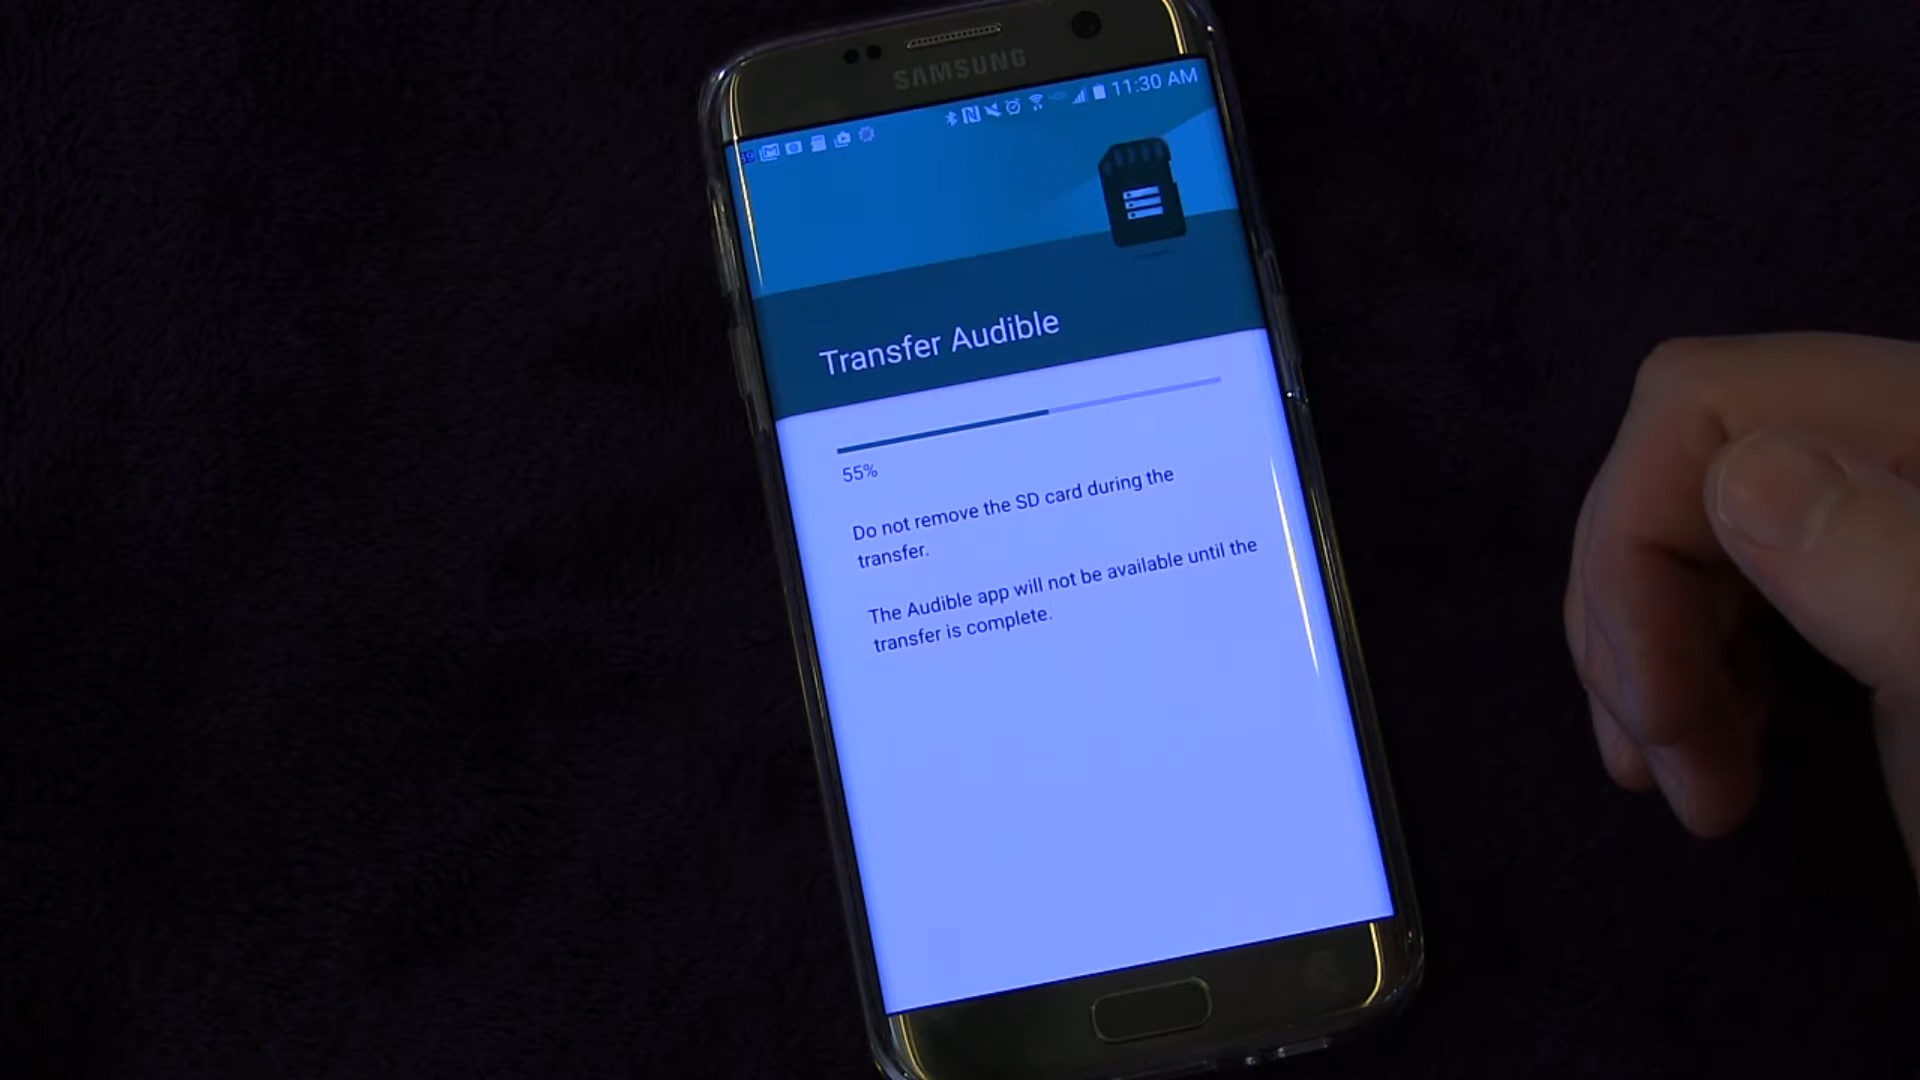 SAMSUNG
11:30 AM
Transfer Audible
55%
Do not remove the SD card during the
transfer.
The Audible app will not be available until the
transfer is complete.